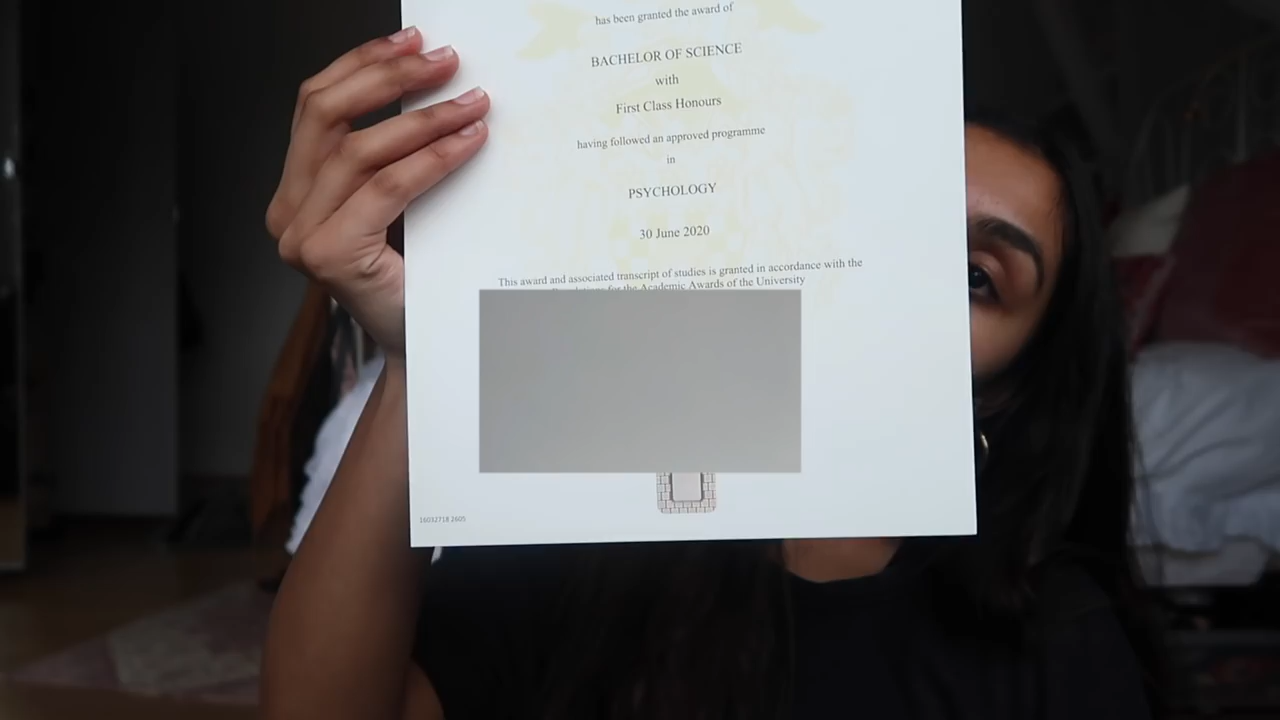 has been granted the award of
BACHELOR OF SCIENCE
with
First Class Honours
having followed an approved programme
in
PSYCHOLOGY
30 June 2020
This award and associated transcript of studies is granted in accordance with the
for the Academic Awards of the University
16032718 2605